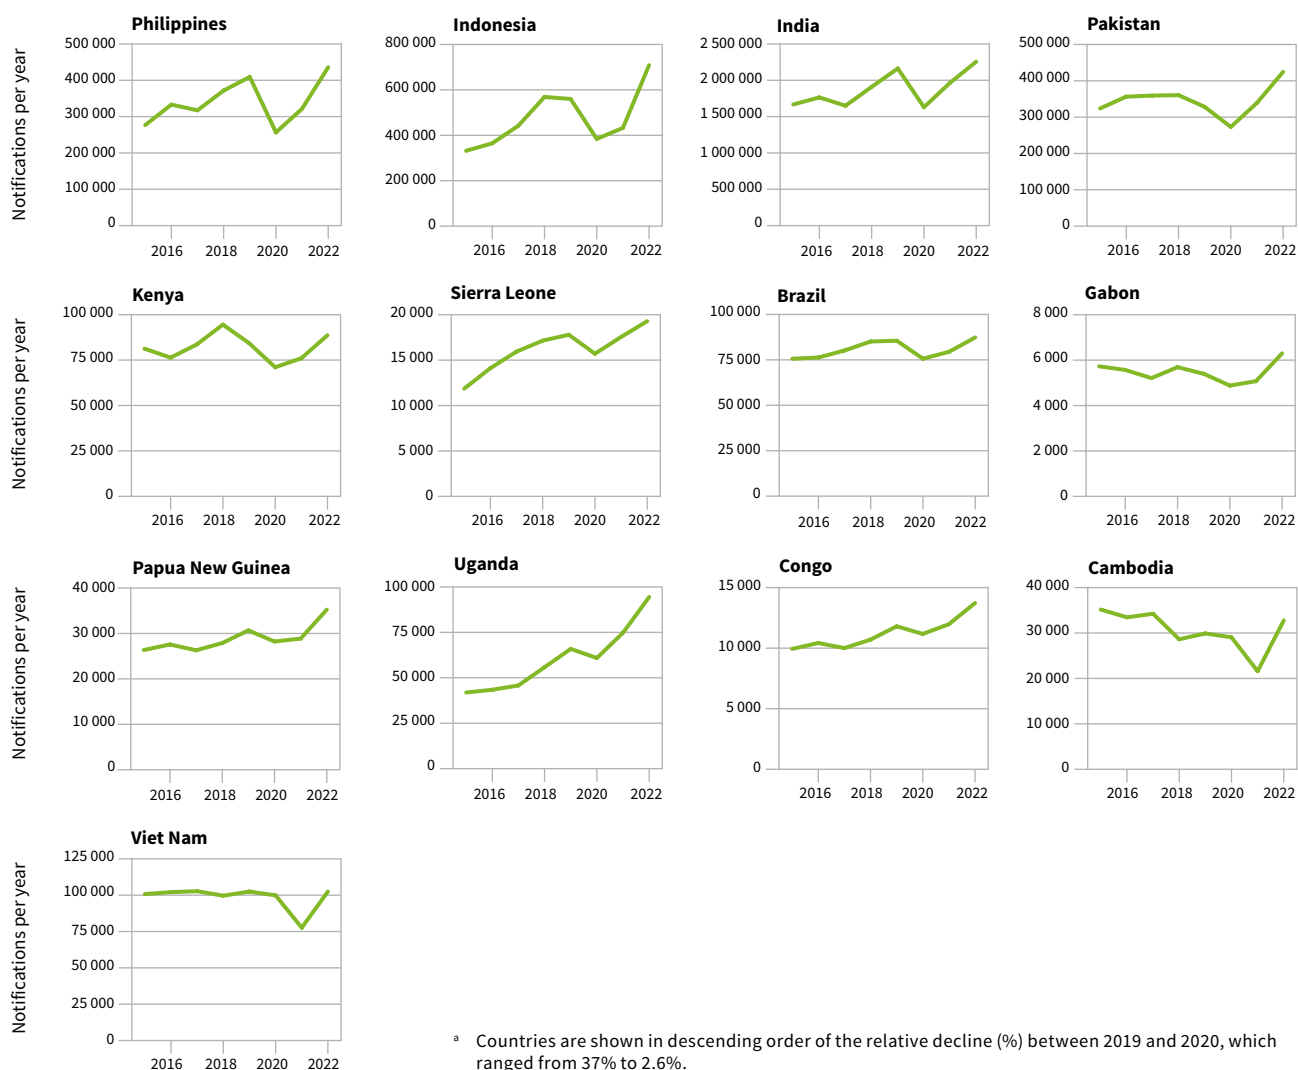 Philippines
Notifications per year
500 000
400 000
300 000
200 000
100 000
0
2016 2018 2020 2022
Indonesia
800 000
600 000
400 000
200 000
0
2016 2018 2020 2022
India
2 500 000
2 000 000
1 500 000
1 000 000
500 000
0
2016 2018 2020 2022
Pakistan
500 000
400 000
300 000
200 000
100 000
0
2016 2018 2020 2022
Kenya
Notifications per year
100 000
75 000
50 000
25 000
0
2016 2018 2020 2022
Sierra Leone
20 000
15 000
10 000
5 000
0
2016 2018 2020 2022
Brazil
100 000
75 000
50 000
25 000
0
2016 2018 2020 2022
Gabon
8 000
6 000
4 000
2 000
0
2016 2018 2020 2022
Papua New Guinea
Notifications per year
40 000
30 000
20 000
10 000
0
2016 2018 2020 2022
Uganda
100 000
75 000
50 000
25 000
0
2016 2018 2020 2022
Congo
15 000
10 000
5 000
0
2016 2018 2020 2022
Cambodia
40 000
30 000
20 000
10 000
0
2016 2018 2020 2022
Viet Nam
Notifications per year
125 000
100 000
75 000
50 000
25 000
0
2016 2018 2020 2022
a Countries are shown in descending order of the relative decline (%) between 2019 and 2020, which
ranged from 37% to 2.6%.